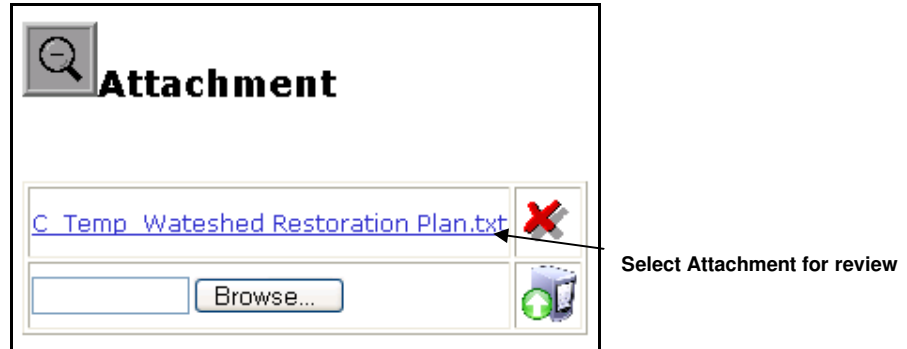 Attachment
C Temp Wateshed Restoration Plan.txt
Browse...
Select Attachment for review